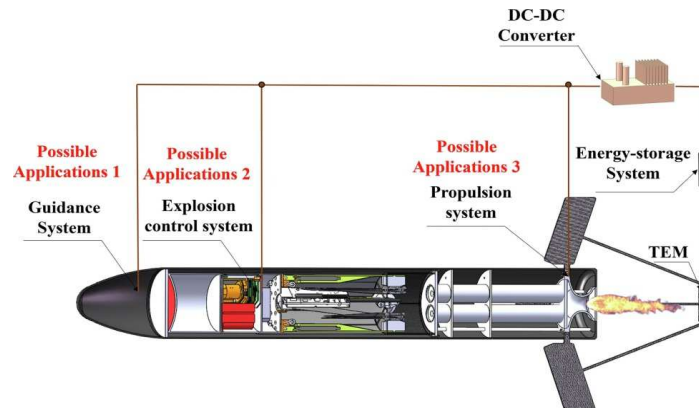 DC-DC
Converter
Possible
Applications 1
Possible
Applications 2
Possible
Applications 3
Energy-storage
System
Guidance
System
Explosion
control system
Propulsion
system
TEM